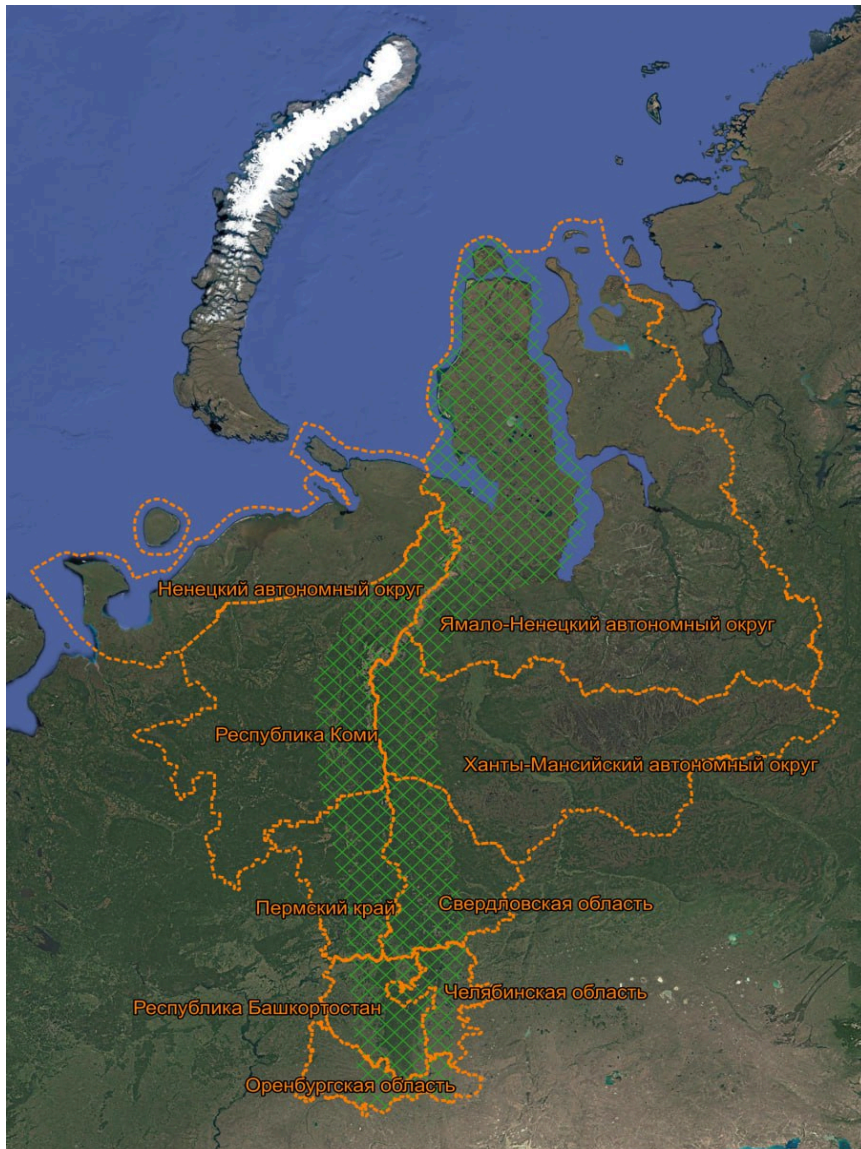 Ненецкий автономный округ
Ямало-Ненецкий автономный округ
Республика Коми
Ханты-Мансийский автономный округ
Пермский край
Свердловская область
Челябинская область
Республика Башкортостан
Оренбургская область